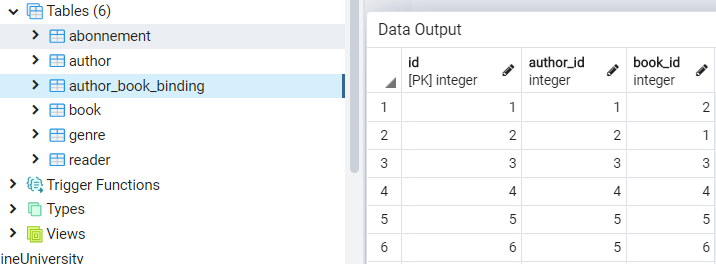 Tables (6)
abonnement
author
author_book_binding
book
genre
reader
Trigger Functions
Types
Views
ineUniversity
Data Output
id author_id book_id
[PK] integer integer integer
1 1 1 2
2 2 2 1
3 3 3 3
4 4 4 4
5 5 5 5
6 6 5 6